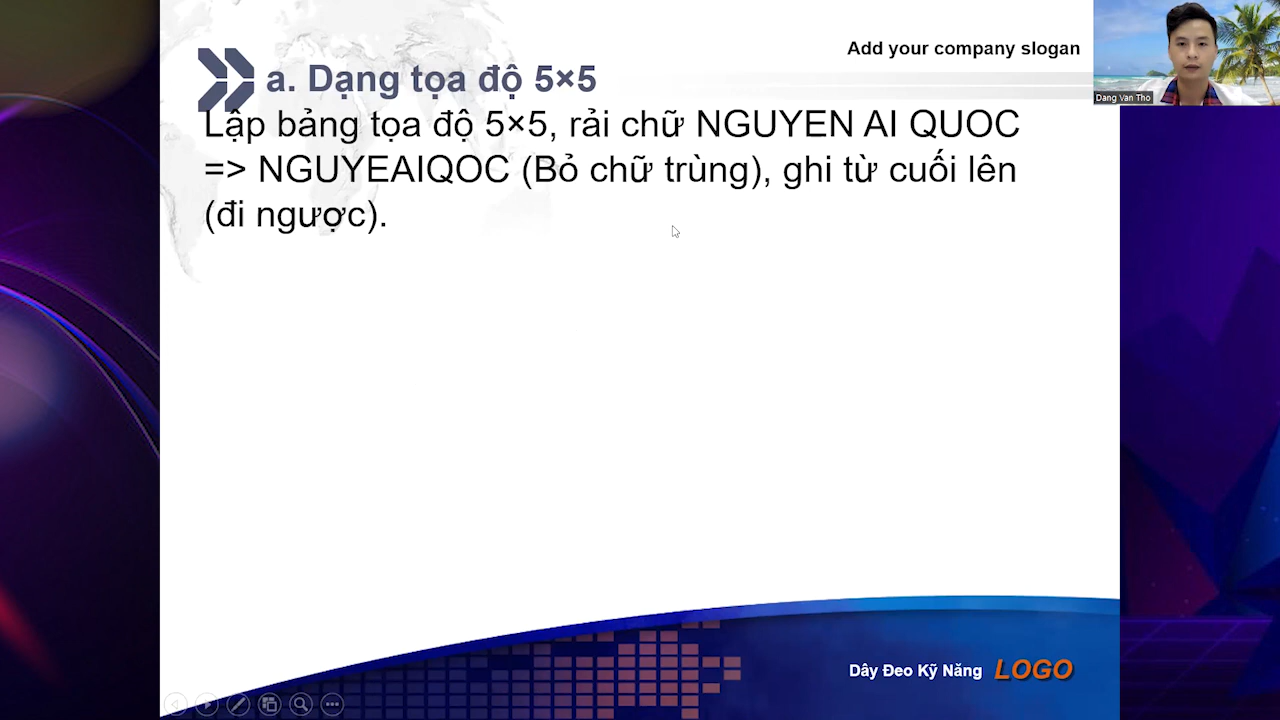 Add your company slogan
Dang Van Tho
a. Dạng tọa độ 5×5
Lập bảng tọa độ 5×5, rải chữ NGUYEN AI QUOC
=> NGUYEAIQOC (Bỏ chữ trùng), ghi từ cuối lên
(đi ngược).
Dây Đeo Kỹ Năng LOGO